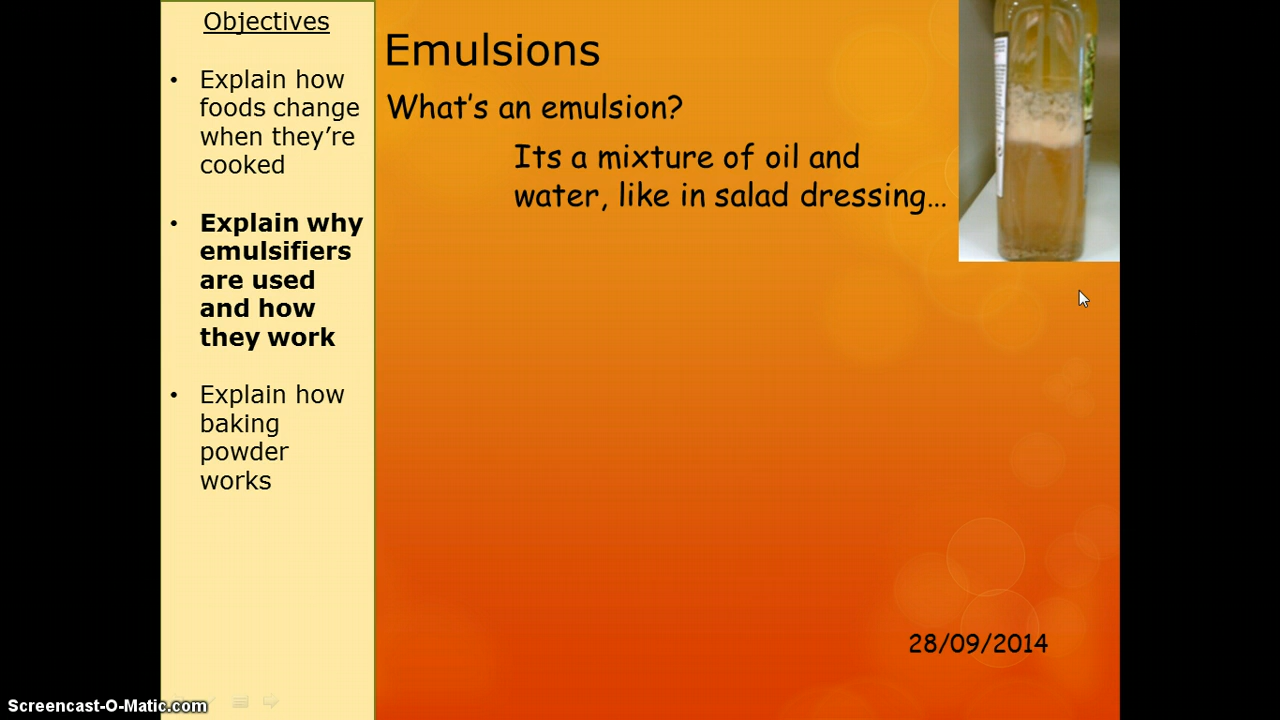 Objectives
• Explain how
foods change
when they’re
cooked
• Explain why
emulsifiers
are used
and how
they work
• Explain how
baking
powder
works
Emulsions
What’s an emulsion?
Its a mixture of oil and
water, like in salad dressing…
28/09/2014
Screencast-O-Matic.com